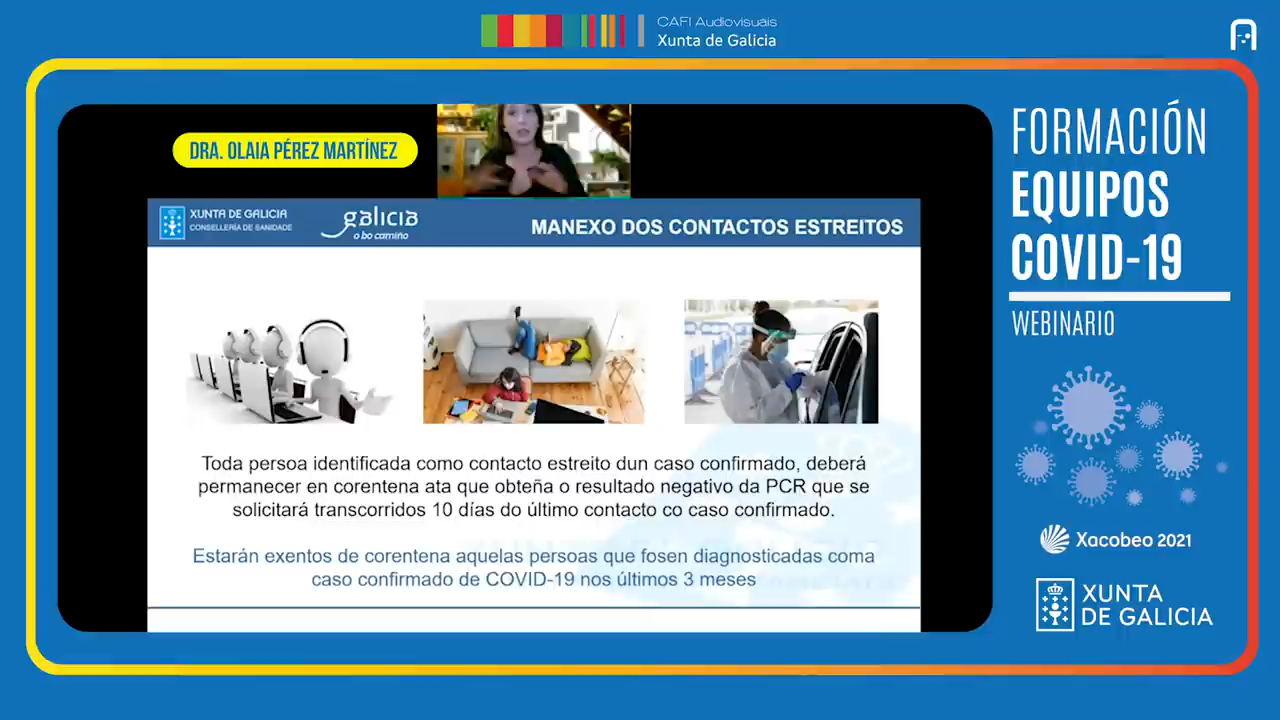 CAFI Audiovisuais
Xunta de Galicia
DRA. OLAIA PÉREZ MARTÍNEZ
XUNTA DE GALICIA
CONSELLERÍA DE SANIDADE
galicia
o bo camiño
MANEXO DOS CONTACTOS ESTREITOS
Toda persoa identificada como contacto estreito dun caso confirmado, deberá
permanecer en corentena ata que obteña o resultado negativo da PCR que se
solicitará transcorridos 10 días do último contacto co caso confirmado.
Estarán exentos de corentena aquelas persoas que fosen diagnosticadas coma
caso confirmado de COVID-19 nos últimos 3 meses
FORMACIÓN
EQUIPOS
COVID-19
WEBINARIO
Xacobeo 2021
XUNTA
DE GALICIA